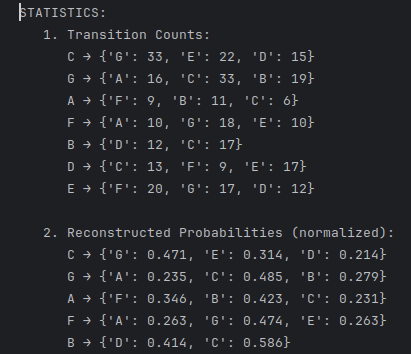 STATISTICS:
1. Transition Counts:
C → {'G': 33, 'E': 22, 'D': 15}
G → {'A': 16, 'C': 33, 'B': 19}
A → {'F': 9, 'B': 11, 'C': 6}
F → {'A': 10, 'G': 18, 'E': 10}
B → {'D': 12, 'C': 17}
D → {'C': 13, 'F': 9, 'E': 17}
E → {'F': 20, 'G': 17, 'D': 12}
2. Reconstructed Probabilities (normalized):
C → {'G': 0.471, 'E': 0.314, 'D': 0.214}
G → {'A': 0.235, 'C': 0.485, 'B': 0.279}
A → {'F': 0.346, 'B': 0.423, 'C': 0.231}
F → {'A': 0.263, 'G': 0.474, 'E': 0.263}
B → {'D': 0.414, 'C': 0.586}